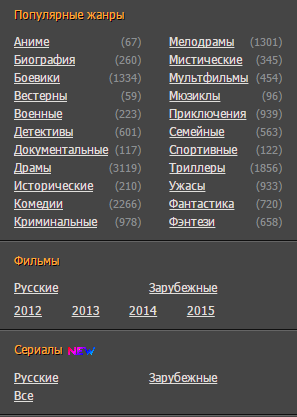 Популярные жанры
Аниме (67) Мелодрамы (1301)
Биография (260) Мистические (345)
Боевики (1334) Мультфильмы (454)
Вестерны (59) Мюзиклы (96)
Военные (223) Приключения (939)
Детективы (601) Семейные (563)
Документальные (117) Спортивные (122)
Драмы (3119) Триллеры (1856)
Исторические (210) Ужасы (933)
Комедии (2266) Фантастика (720)
Криминальные (978) Фэнтези (658)
Фильмы
Русские Зарубежные
2012 2013 2014 2015
Сериалы NEW
Русские Зарубежные
Все